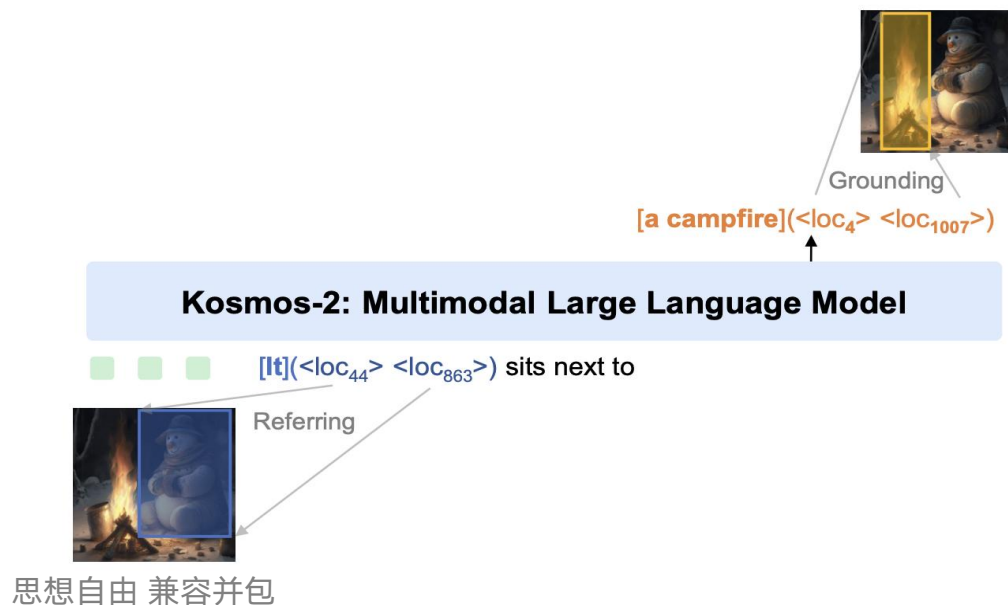 Grounding
[a campfire](<loc4> <loc1007>)
Kosmos-2: Multimodal Large Language Model
[It](<loc44> <loc863>) sits next to
Referring
思想自由 兼容并包